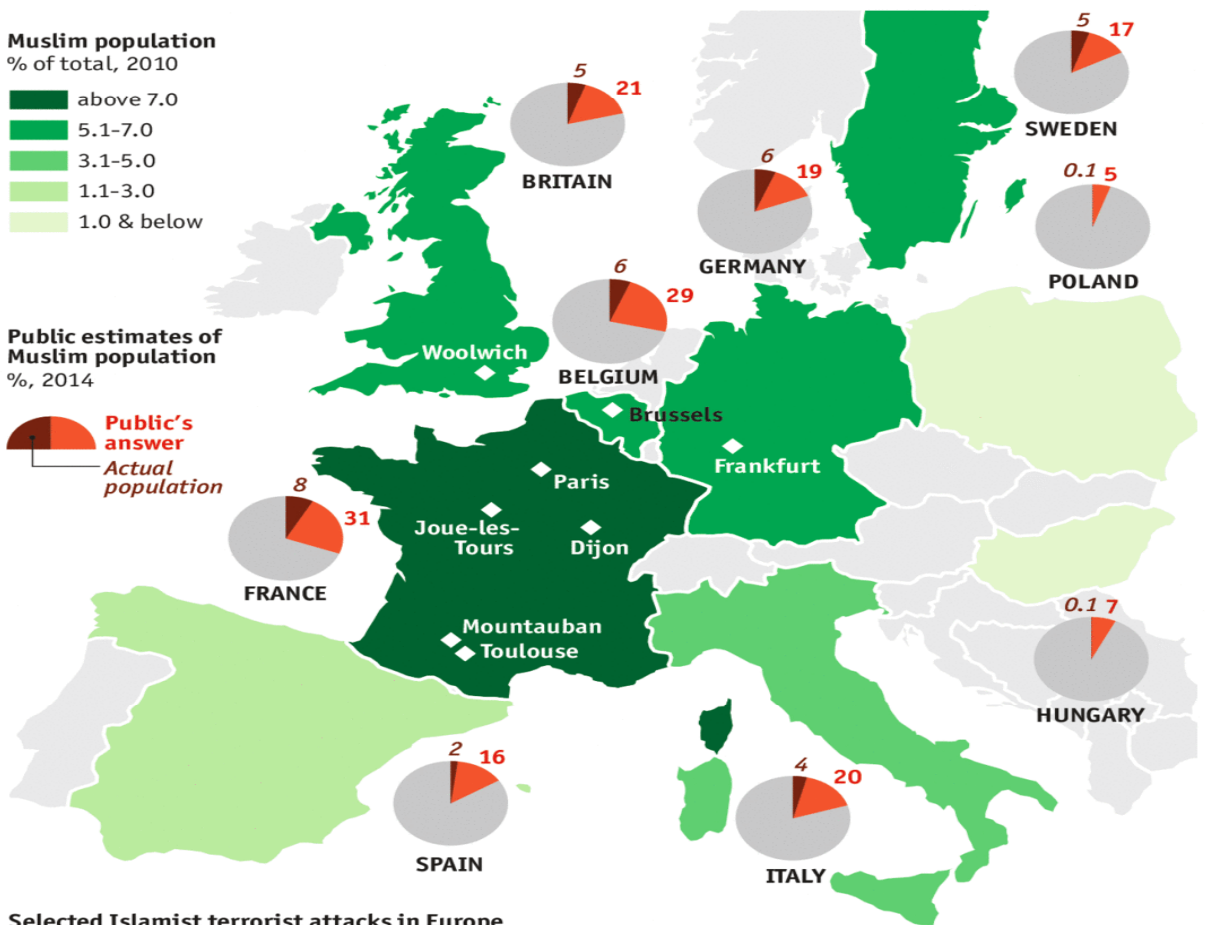 Muslim population
% of total, 2010
above 7.0
5.1-7.0
3.1-5.0
1.1-3.0
1.0 & below
Public estimates of
Muslim population
%, 2014
Public's
answer
Actual
population
5
21
BRITAIN
5
17
SWEDEN
6
19
GERMANY
0.1 5
POLAND
6
29
BELGIUM
Woolwich
Brussels
Frankfurt
Paris
Joue-les-
Tours
Dijon
8
31
FRANCE
Mountauban
Toulouse
0.1 7
HUNGARY
2
16
SPAIN
4
20
ITALY
Selected Islamist terrorist attacks in Europe